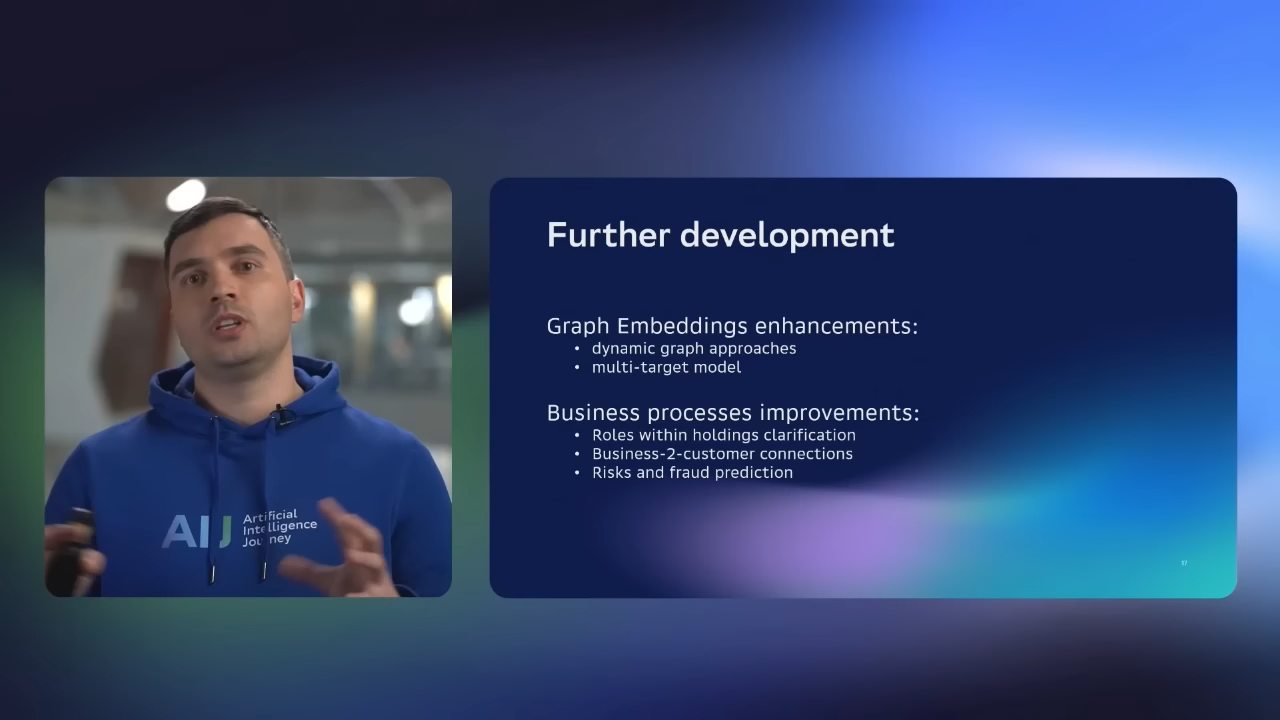 AIJ
Artificial
Intelligence
Journey
Further development
Graph Embeddings enhancements:
• dynamic graph approaches
• multi-target model
Business processes improvements:
• Roles within holdings clarification
• Business-2-customer connections
• Risks and fraud prediction
17